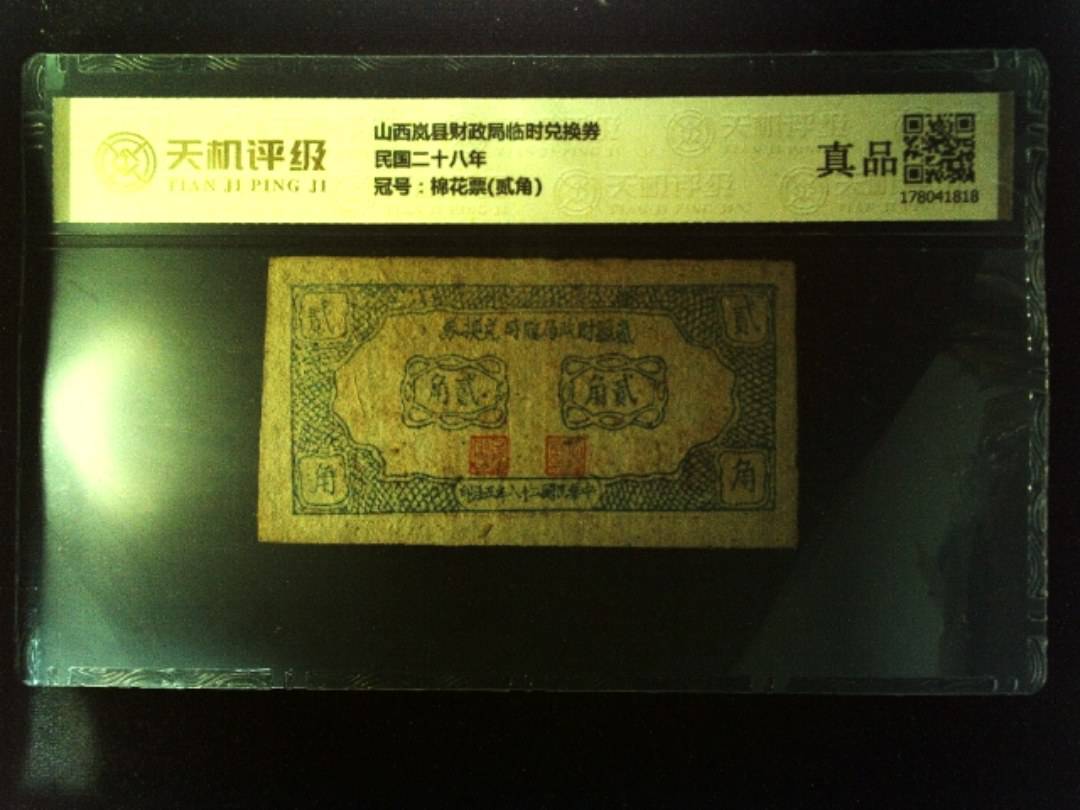 天机评级
TIAN JI PING JI
山西岚县财政局临时兑换券
民国二十八年
冠号：棉花票(贰角)
真品
178041818
贰
贰
角贰
角贰
角
角